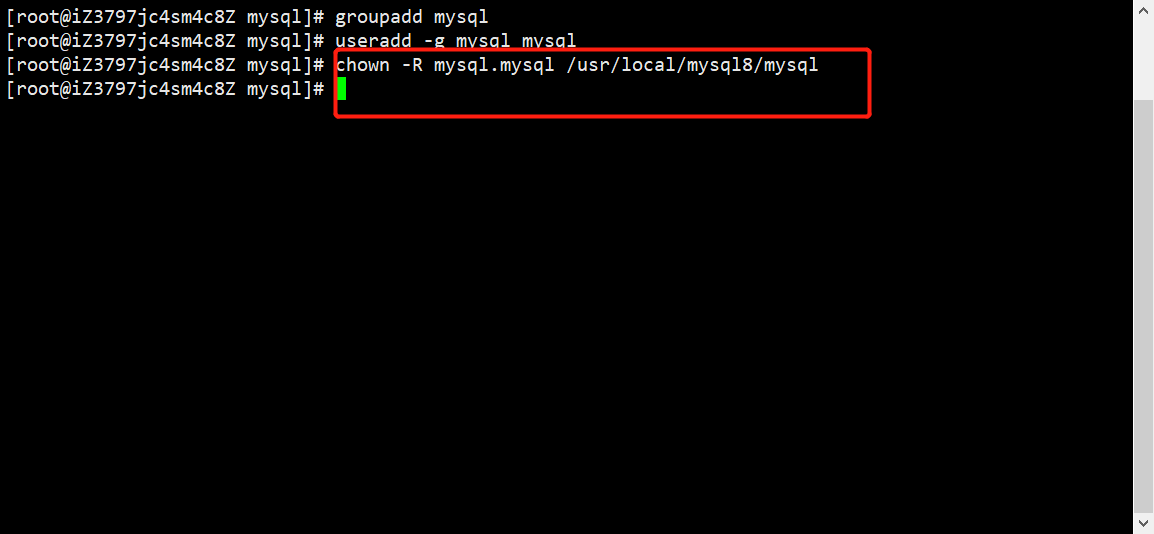 [root@iZ3797jc4sm4c8Z mysql]# groupadd mysql
[root@iZ3797jc4sm4c8Z mysql]# useradd -g mysql mysql
[root@iZ3797jc4sm4c8Z mysql]# chown -R mysql.mysql /usr/local/mysql8/mysql
[root@iZ3797jc4sm4c8Z mysql]#